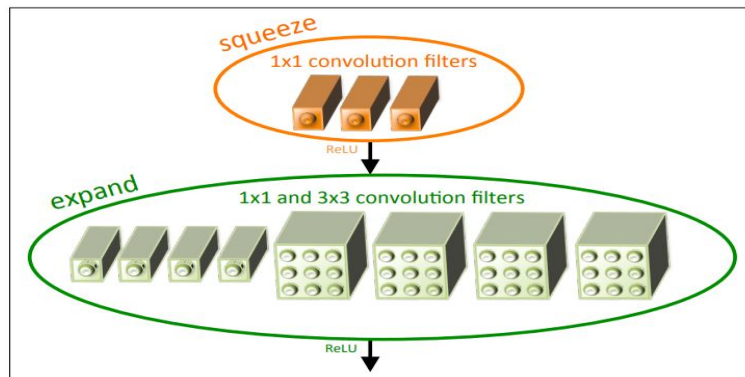 squeeze
1x1 convolution filters
ReLU
expand
1x1 and 3x3 convolution filters
ReLU